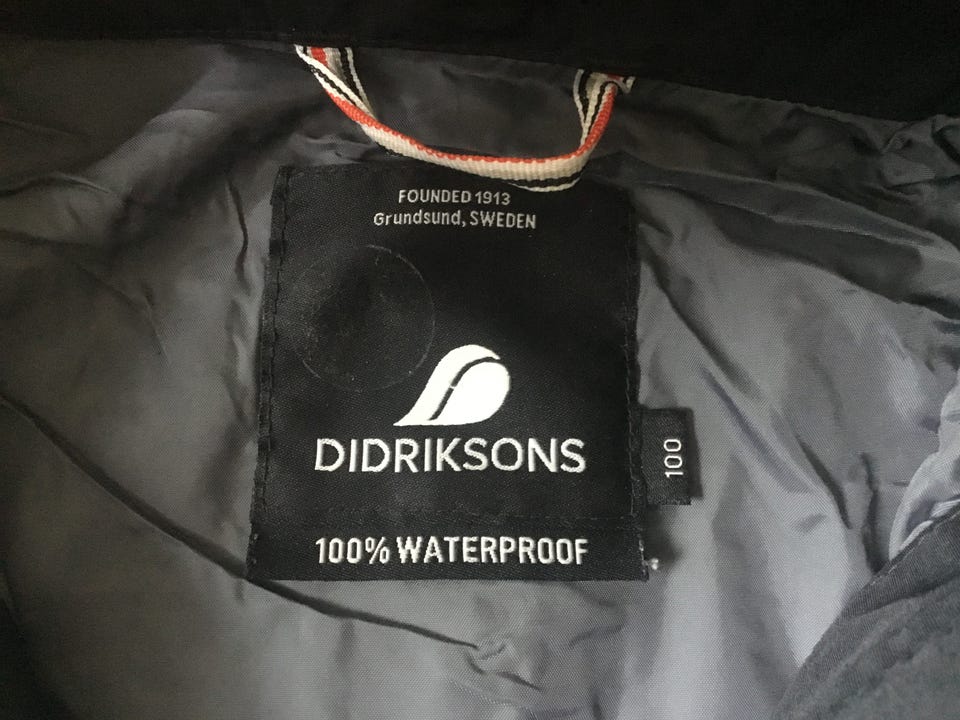 FOUNDED 1913
Grundsund, SWEDEN
DIDRIKSONS
100
100% WATERPROOF